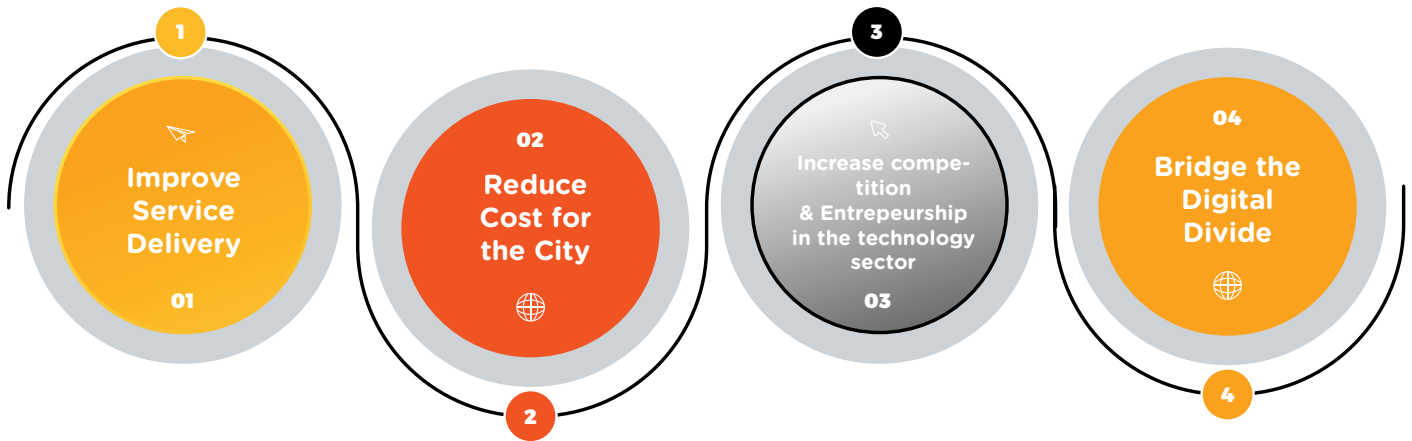 1
Improve
Service
Delivery
01
02
Reduce
Cost for
the City
2
3
Increase compe-
tition
& Entrepeurship
in the technology
sector
03
04
Bridge the
Digital
Divide
4